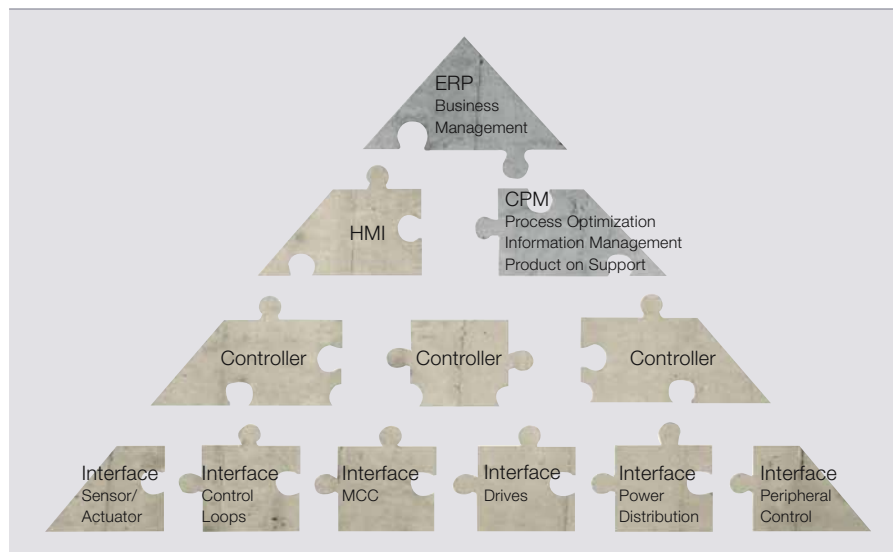 ERP
Business
Management
HMI
CPM
Process Optimization
Information Management
Product on Support
Controller
Controller
Controller
Interface
Sensor/
Actuator
Interface
Control
Loops
Interface
MCC
Interface
Drives
Interface
Power
Distribution
Interface
Peripheral
Control